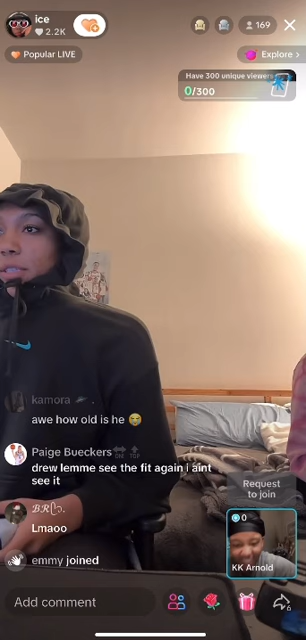 ice
2.2K
169
Popular LIVE
Explore >
Have 300 unique viewers
0/300
kamora
awe how old is he 😭
Paige Bueckers
drew lemme see the fit again i aint
see it
Lmaoo
emmy joined
Request
to join
0
KK Arnold
Add comment
6